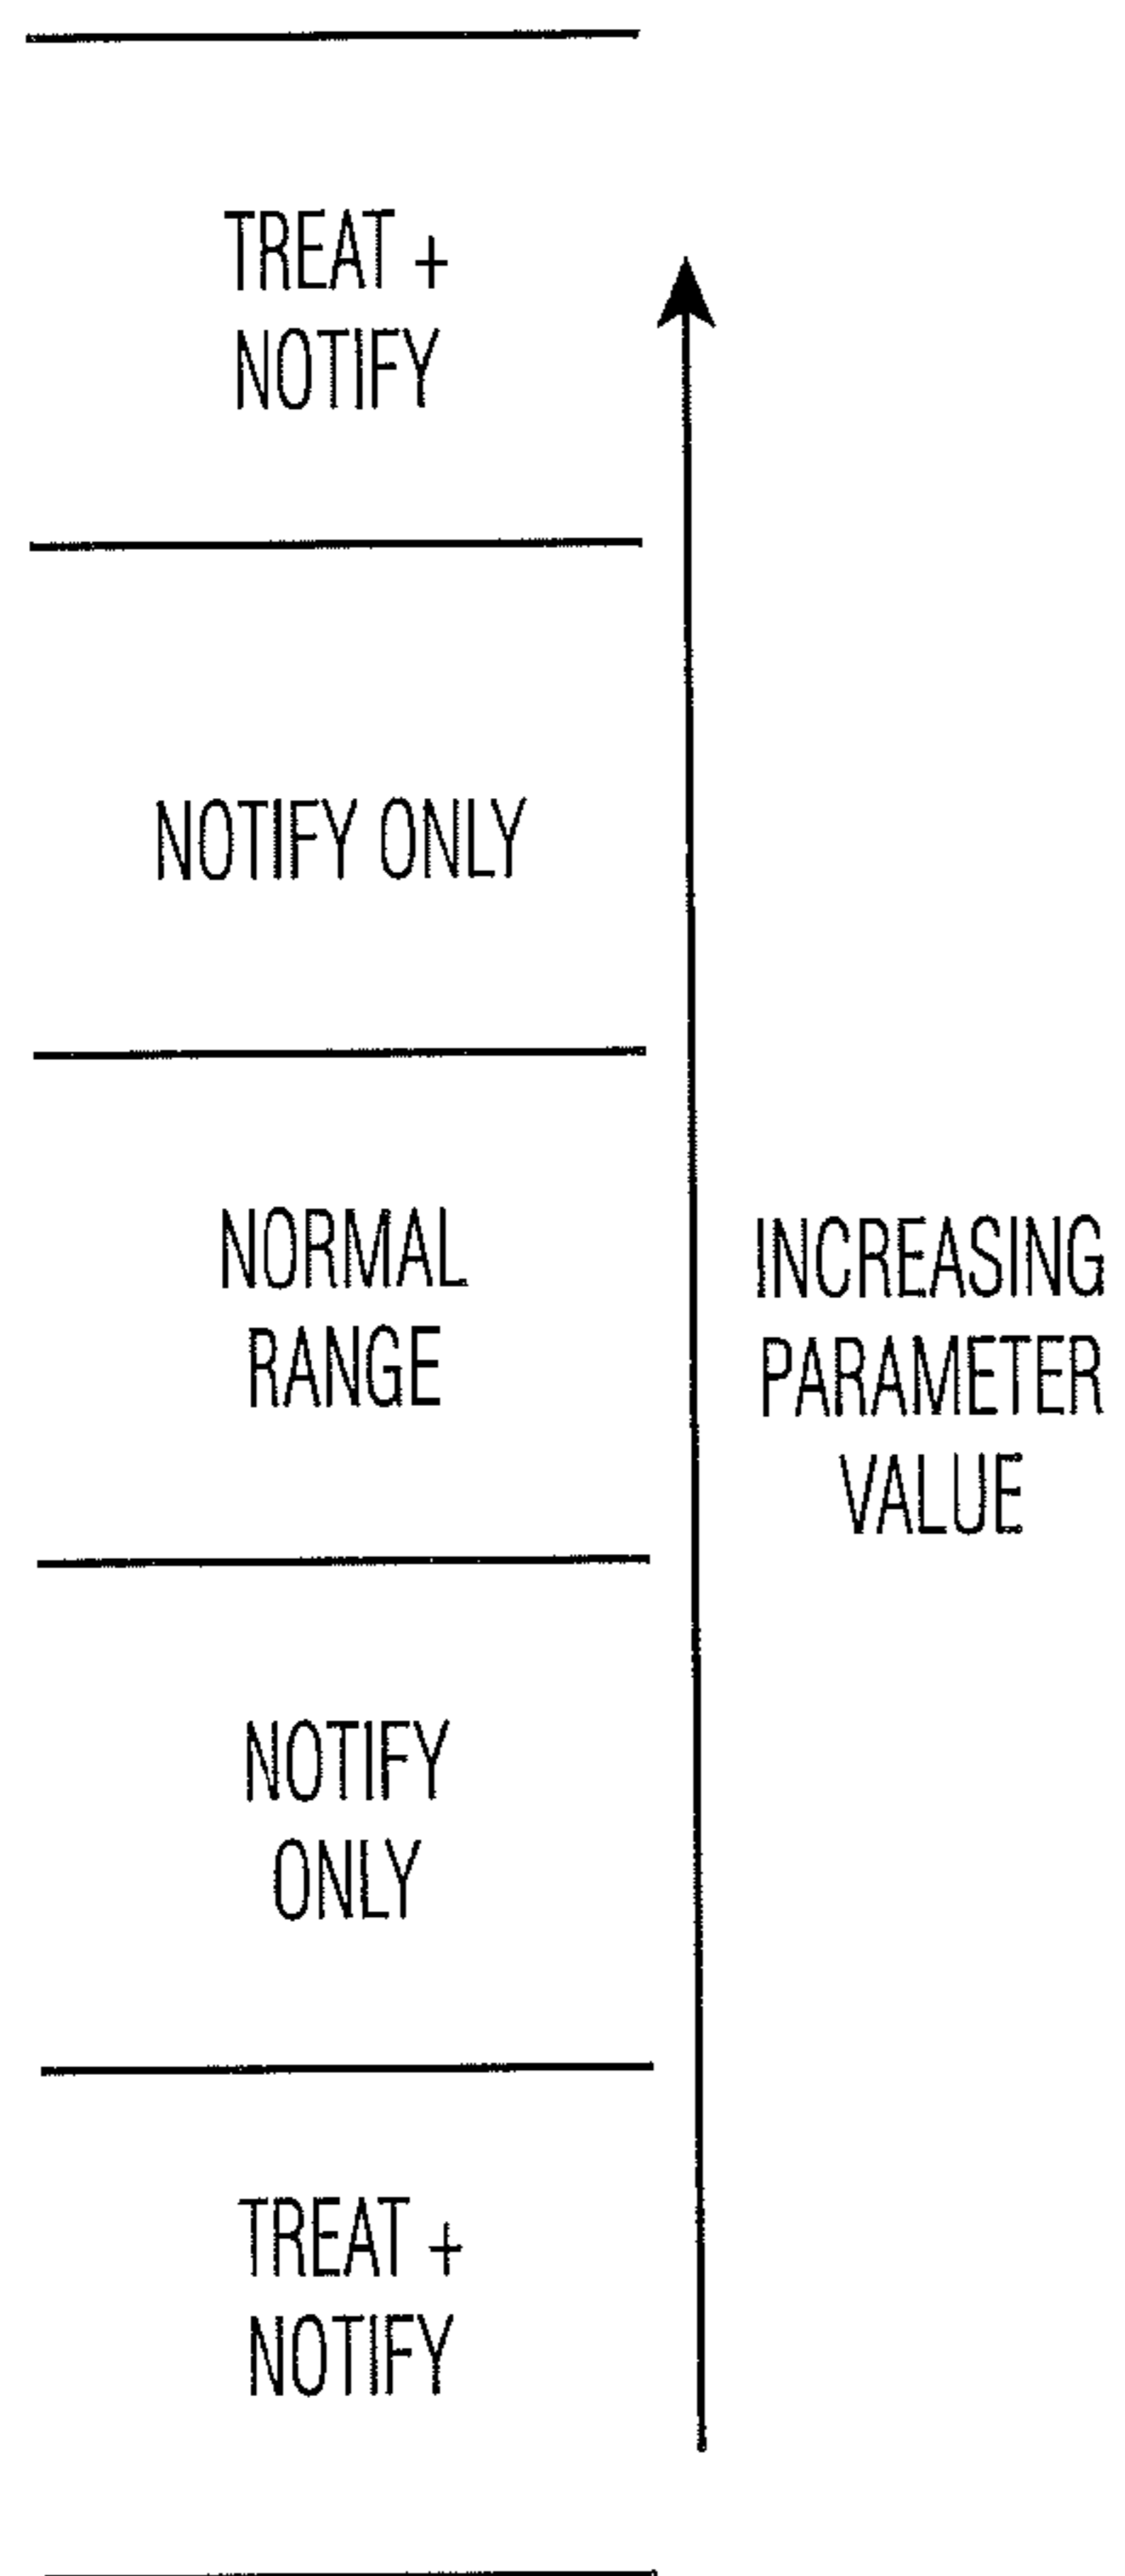 TREAT +
NOTIFY
NOTIFY ONLY
NORMAL
RANGE
INCREASING
PARAMETER
VALUE
NOTIFY
ONLY
TREAT +
NOTIFY